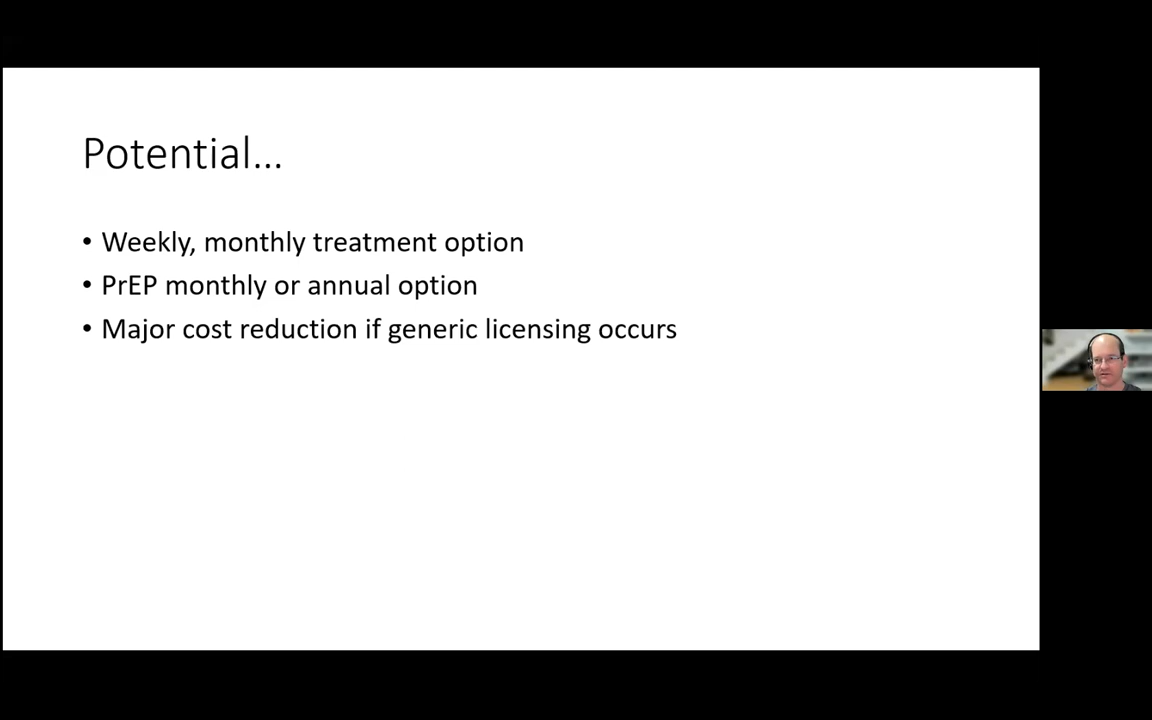 Potential...
• Weekly, monthly treatment option
• PrEP monthly or annual option
• Major cost reduction if generic licensing occurs